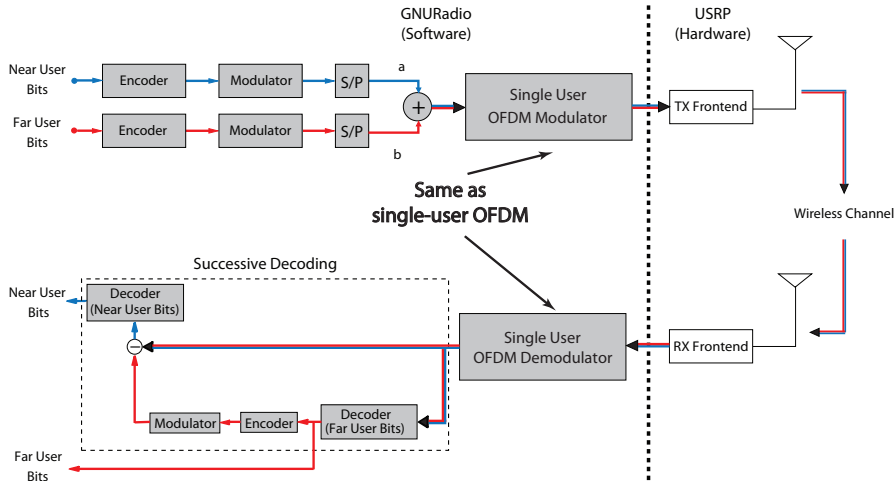 GNURadio
(Software)
USRP
(Hardware)
Near User
Bits
Encoder
Modulator
S/P
a
+
Single User
OFDM Modulator
TX Frontend
Far User
Bits
Encoder
Modulator
S/P
b
Same as
single-user OFDM
Wireless Channel
Successive Decoding
Near User
Bits
Decoder
(Near User Bits)
−
Single User
OFDM Demodulator
RX Frontend
Modulator
Encoder
Decoder
(Far User Bits)
Far User
Bits